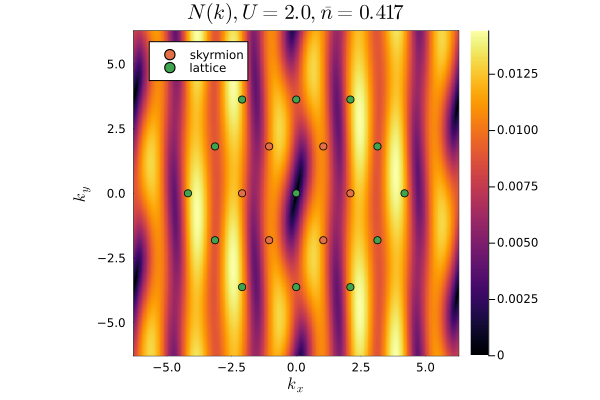 N(k), U = 2.0, n̄ = 0.417
skyrmion
lattice
5.0
2.5
0.0
−2.5
−5.0
k_y
−5.0 −2.5 0.0 2.5 5.0
k_x
0.0125
0.0100
0.0075
0.0050
0.0025
0